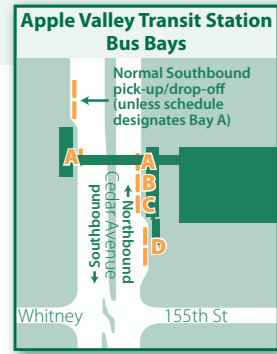 Apple Valley Transit Station
Bus Bays
Normal Southbound
pick-up/drop-off
(unless schedule
designates Bay A)
A
A
B
C
D
Southbound
Cedar Avenue
Northbound
Whitney
155th St